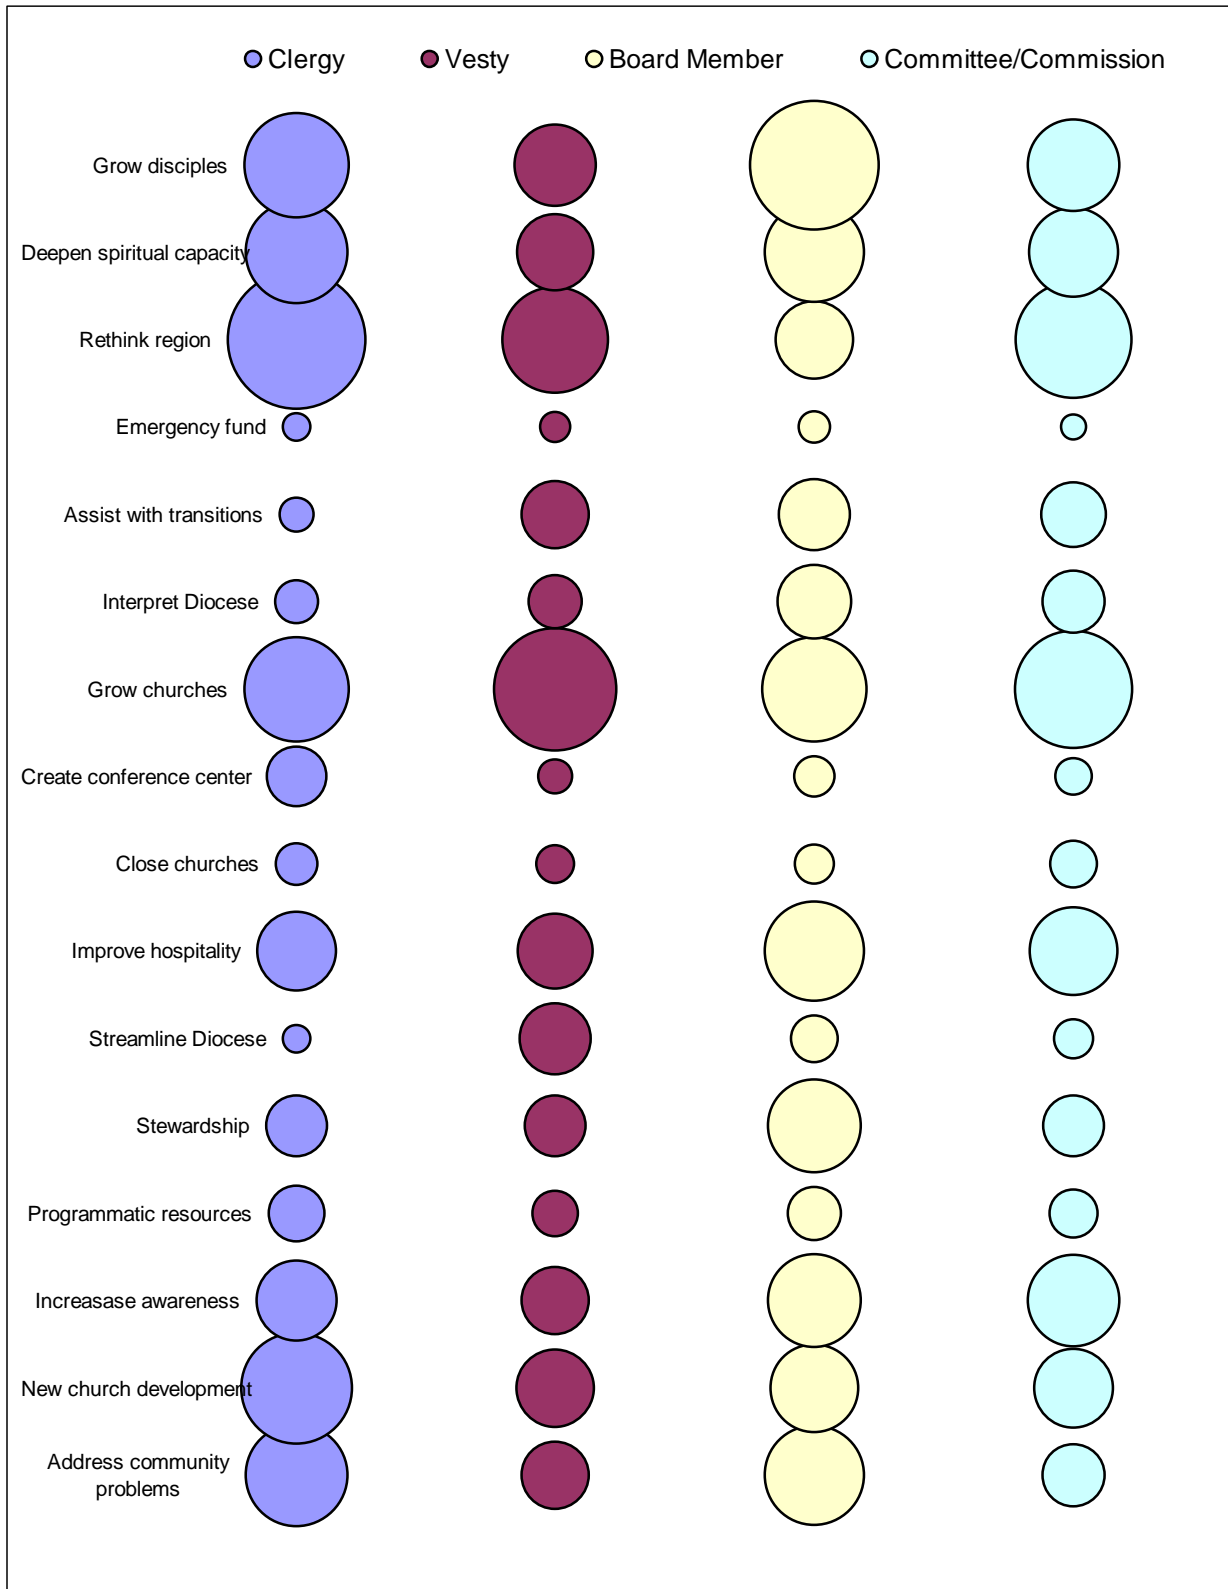 Clergy Vesty Board Member Committee/Commission
Grow disciples
Deepen spiritual capacity
Rethink region
Emergency fund
Assist with transitions
Interpret Diocese
Grow churches
Create conference center
Close churches
Improve hospitality
Streamline Diocese
Stewardship
Programmatic resources
Increasase awareness
New church development
Address community
problems